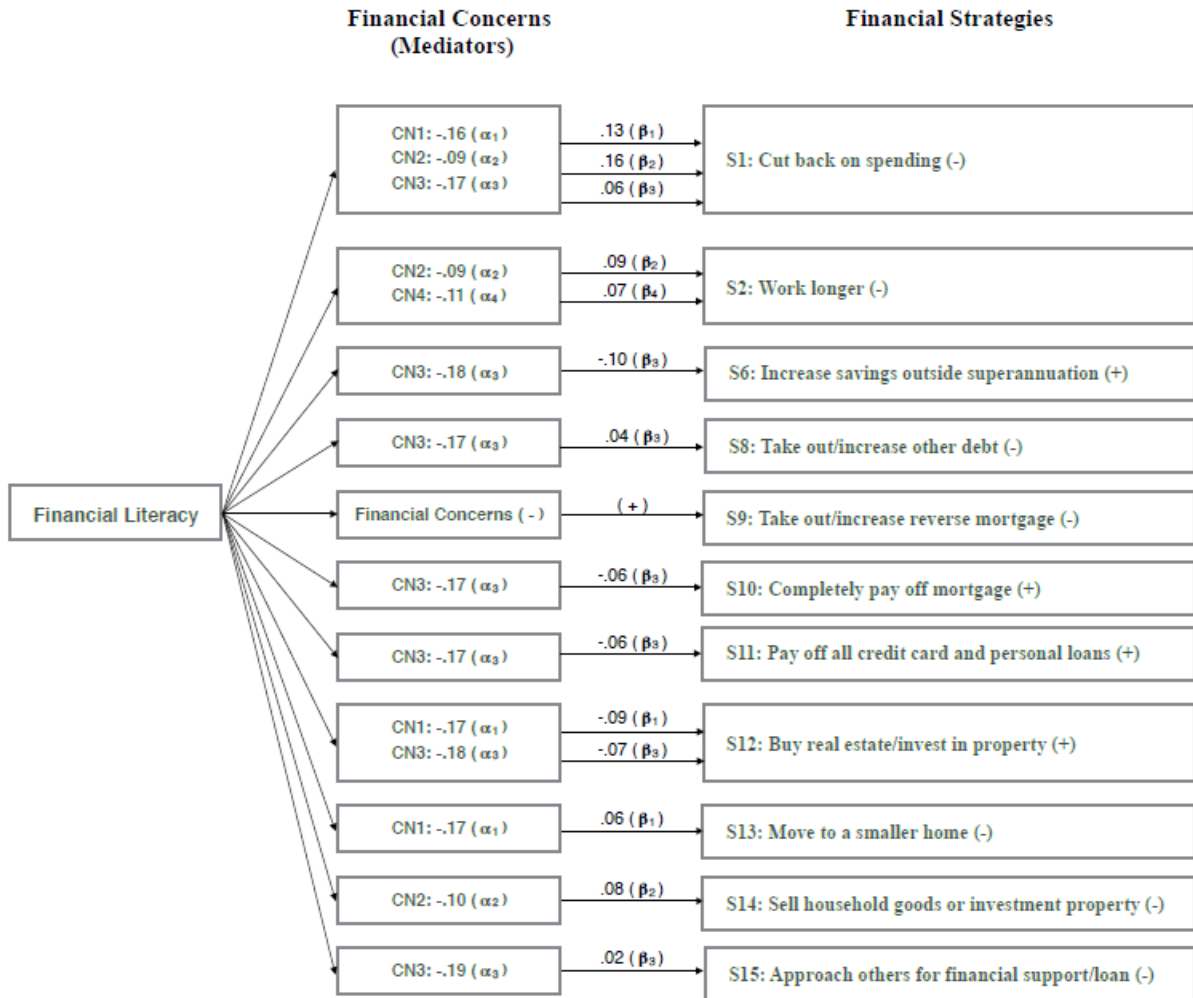 Financial Concerns
(Mediators)
Financial Strategies
CN1: -.16 (α₁)
CN2: -.09 (α₂)
CN3: -.17 (α₃)
.13 (β₁)
.16 (β₂)
.06 (β₃)
S1: Cut back on spending (-)
CN2: -.09 (α₂)
CN4: -.11 (α₄)
.09 (β₂)
.07 (β₄)
S2: Work longer (-)
CN3: -.18 (α₃)
-.10 (β₃)
S6: Increase savings outside superannuation (+)
CN3: -.17 (α₃)
.04 (β₃)
S8: Take out/increase other debt (-)
Financial Literacy
Financial Concerns (-)
(+)
S9: Take out/increase reverse mortgage (-)
CN3: -.17 (α₃)
-.06 (β₃)
S10: Completely pay off mortgage (+)
CN3: -.17 (α₃)
-.06 (β₃)
S11: Pay off all credit card and personal loans (+)
CN1: -.17 (α₁)
CN3: -.18 (α₃)
-.09 (β₁)
-.07 (β₃)
S12: Buy real estate/invest in property (+)
CN1: -.17 (α₁)
.06 (β₁)
S13: Move to a smaller home (-)
CN2: -.10 (α₂)
.08 (β₂)
S14: Sell household goods or investment property (-)
CN3: -.19 (α₃)
.02 (β₃)
S15: Approach others for financial support/loan (-)